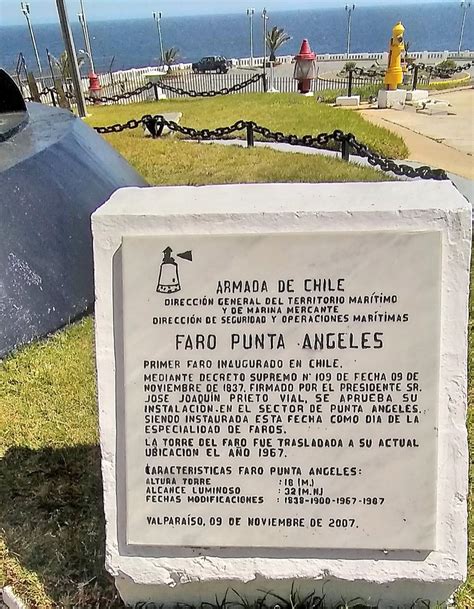 ARMADA DE CHILE
DIRECCIÓN GENERAL DEL TERRITORIO MARÍTIMO
Y DE MARINA MERCANTE
DIRECCIÓN DE SEGURIDAD Y OPERACIONES MARÍTIMAS
FARO PUNTA ANGELES
PRIMER FARO INAUGURADO EN CHILE.
MEDIANTE DECRETO SUPREMO Nº 109 DE FECHA 09 DE
NOVIEMBRE DE 1837, FIRMADO POR EL PRESIDENTE SR.
JOSE JOAQUÍN PRIETO VIAL, SE APRUEBA SU
INSTALACIÓN EN EL SECTOR DE PUNTA ANGELES,
SIENDO INSTAURADA ESTA FECHA COMO DIA DE LA
ESPECIALIDAD DE FAROS.
LA TORRE DEL FARO FUE TRASLADADA A SU ACTUAL
UBICACION EL AÑO 1967.
CARACTERISTICAS FARO PUNTA ANGELES:
ALTURA TORRE : 18 (M.)
ALCANCE LUMINOSO : 32 (M.N.)
FECHAS MODIFICACIONES : 1838-1900-1967-1987
VALPARAÍSO, 09 DE NOVIEMBRE DE 2007.